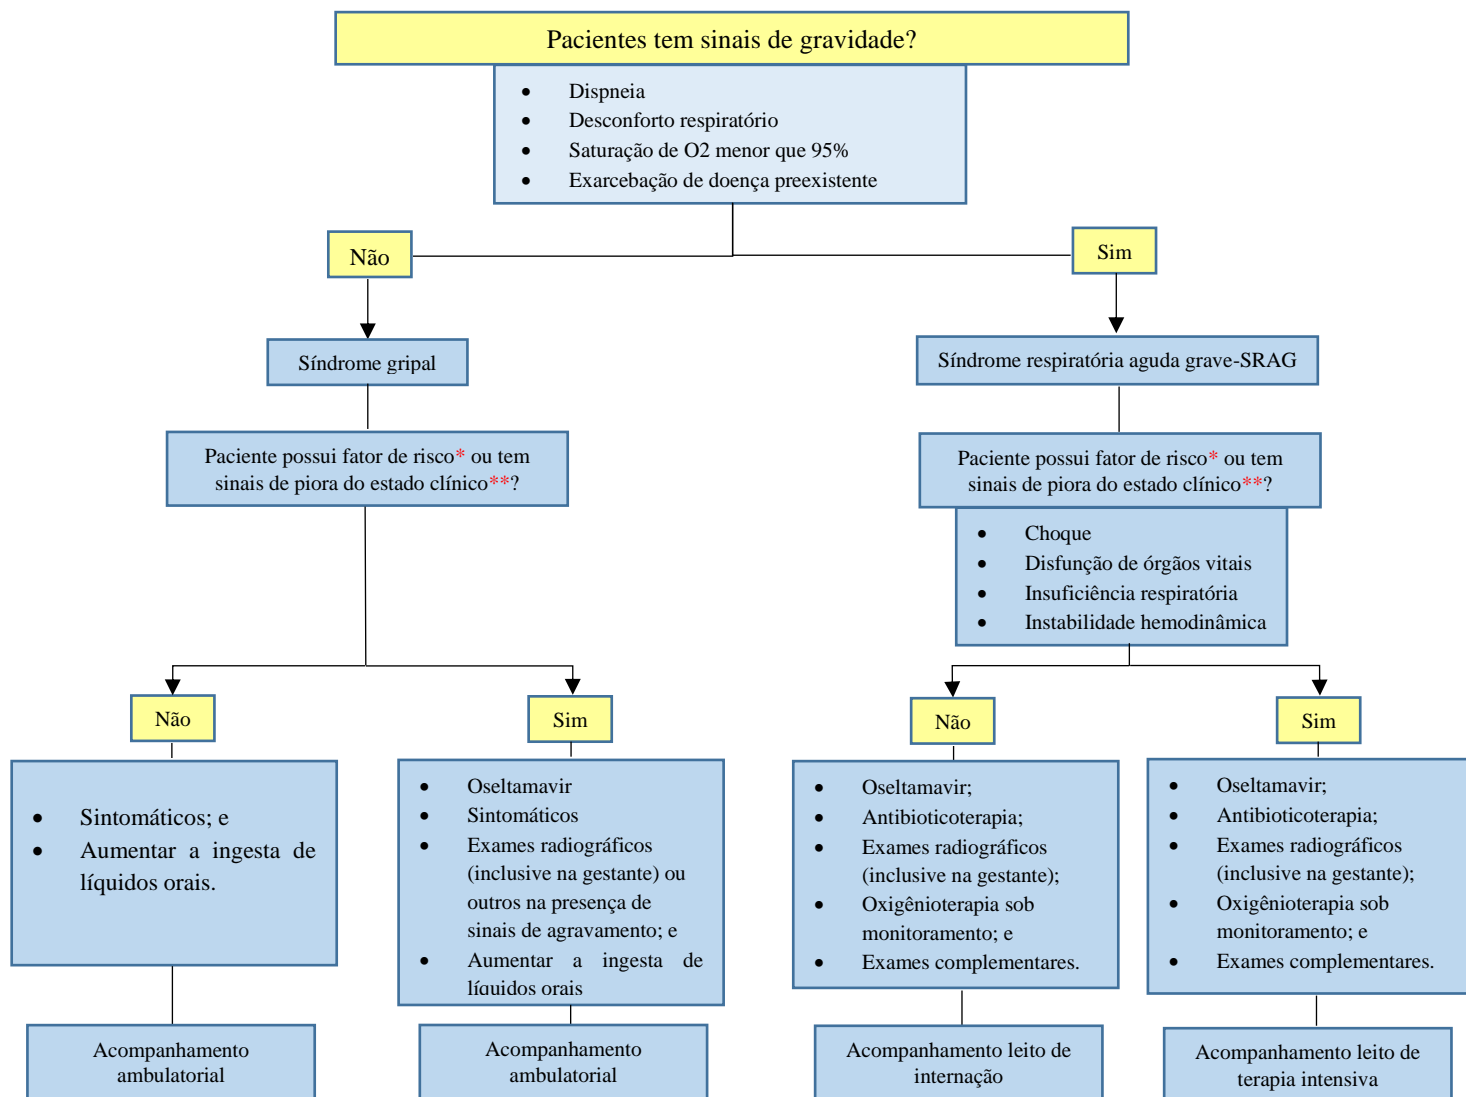 Pacientes tem sinais de gravidade?
• Dispneia
• Desconforto respiratório
• Saturação de O2 menor que 95%
• Exarcebação de doença preexistente
Não
Sim
Síndrome gripal
Síndrome respiratória aguda grave-SRAG
Paciente possui fator de risco* ou tem
sinais de piora do estado clínico**?
Paciente possui fator de risco* ou tem
sinais de piora do estado clínico**?
• Choque
• Disfunção de órgãos vitais
• Insuficiência respiratória
• Instabilidade hemodinâmica
Não
Sim
Não
Sim
• Sintomáticos; e
• Aumentar a ingesta de
líquidos orais.
• Oseltamavir
• Sintomáticos
• Exames radiográficos
(inclusive na gestante) ou
outros na presença de
sinais de agravamento; e
• Aumentar a ingesta de
líquidos orais
• Oseltamavir;
• Antibioticoterapia;
• Exames radiográficos
(inclusive na gestante);
• Oxigênioterapia sob
monitoramento; e
• Exames complementares.
• Oseltamavir;
• Antibioticoterapia;
• Exames radiográficos
(inclusive na gestante);
• Oxigênioterapia sob
monitoramento; e
• Exames complementares.
Acompanhamento
ambulatorial
Acompanhamento
ambulatorial
Acompanhamento leito de
internação
Acompanhamento leito de
terapia intensiva